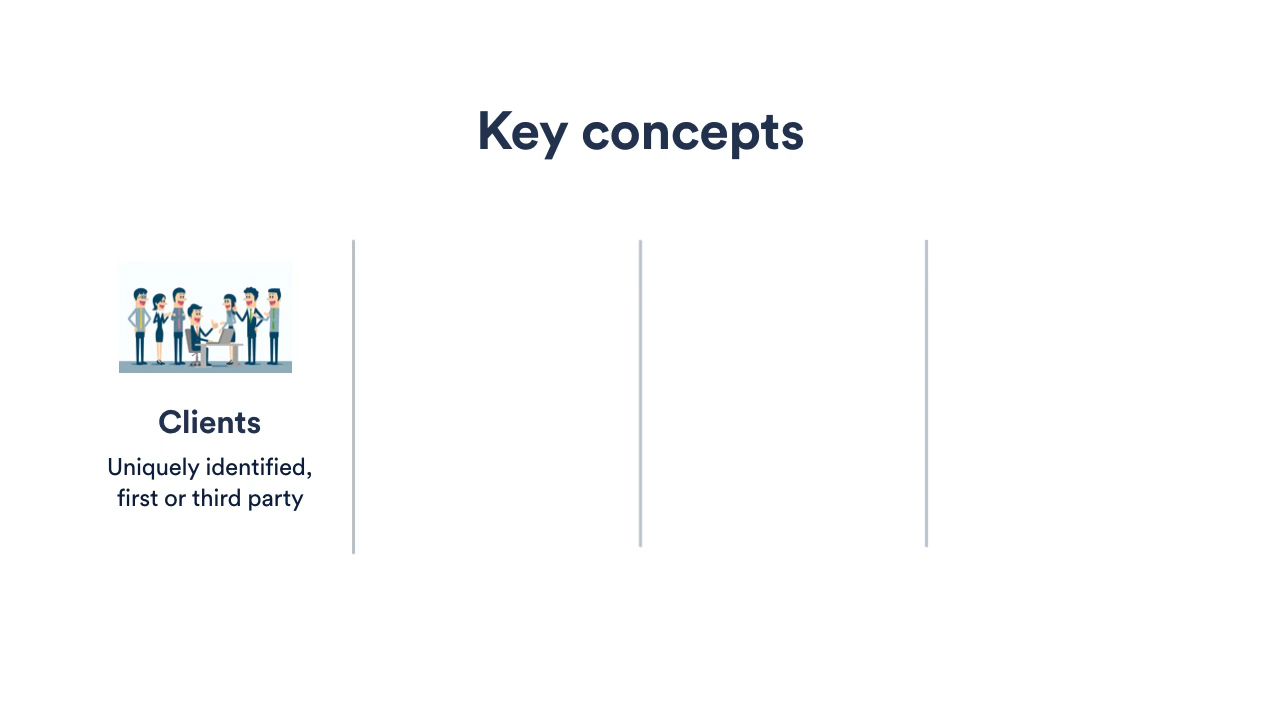 Key concepts
Clients
Uniquely identified,
first or third party